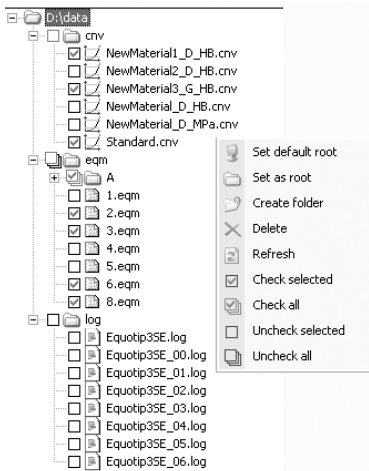 D:\data
cnv
NewMaterial1_D_HB.cnv
NewMaterial2_D_HB.cnv
NewMaterial3_G_HB.cnv
NewMaterial_D_HB.cnv
NewMaterial_D_MPa.cnv
Standard.cnv
eqm
A
1.eqm
2.eqm
3.eqm
4.eqm
5.eqm
6.eqm
8.eqm
log
Equotip3SE.log
Equotip3SE_00.log
Equotip3SE_01.log
Equotip3SE_02.log
Equotip3SE_03.log
Equotip3SE_04.log
Equotip3SE_05.log
Equotip3SE_06.log
Set default root
Set as root
Create folder
Delete
Refresh
Check selected
Check all
Uncheck selected
Uncheck all